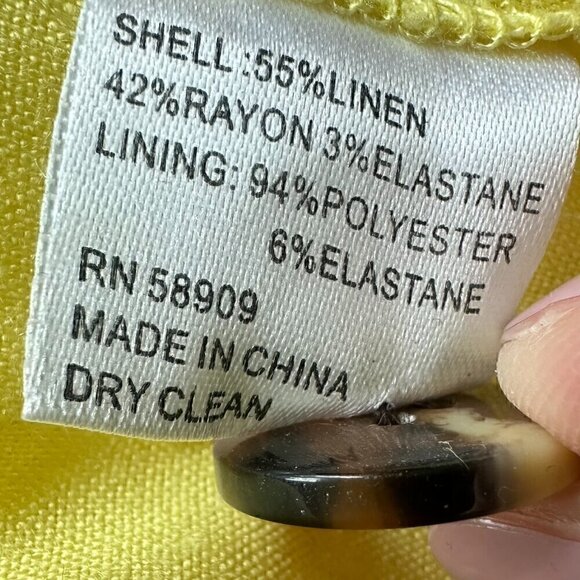 SHELL :55%LINEN
42%RAYON 3%ELASTANE
LINING: 94%POLYESTER
6%ELASTANE
RN 58909
MADE IN CHINA
DRY CLEAN